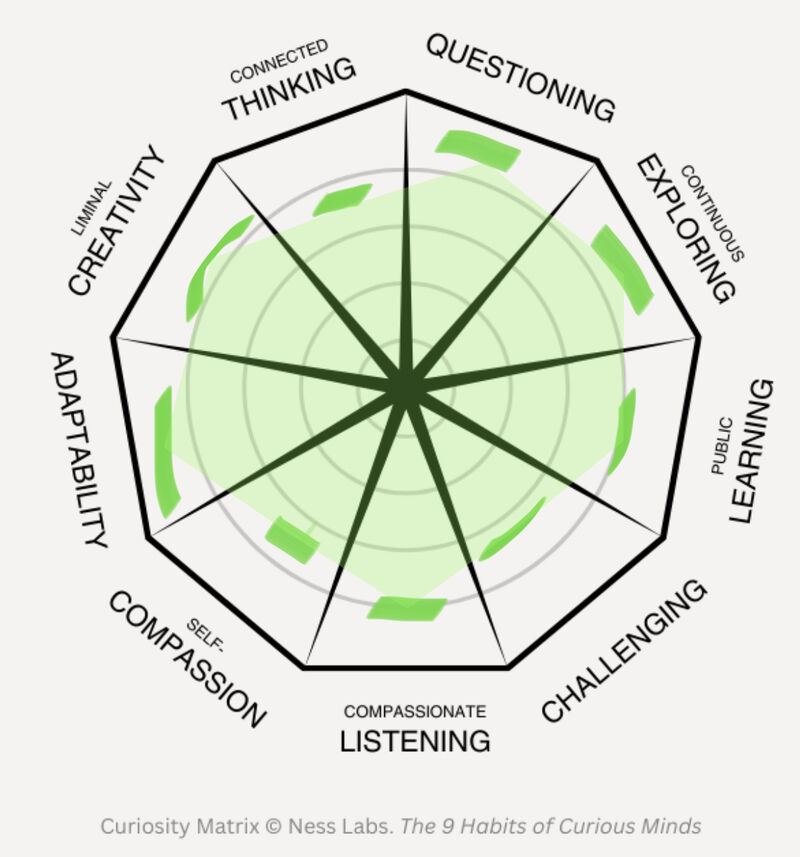 QUESTIONING
CONTINUOUS
EXPLORING
PUBLIC
LEARNING
CHALLENGING
COMPASSIONATE
LISTENING
SELF-
COMPASSION
ADAPTABILITY
LIMINAL
CREATIVITY
CONNECTED
THINKING
Curiosity Matrix © Ness Labs. The 9 Habits of Curious Minds